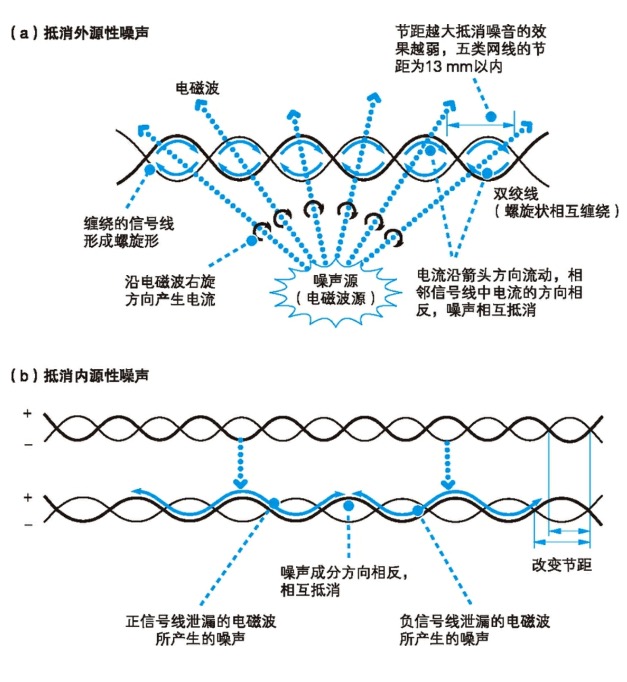 (a)抵消外源性噪声
节距越大抵消噪音的效
果越弱，五类网线的节
距为13 mm以内
电磁波
缠绕的信号线
形成螺旋形
双绞线
(螺旋状相互缠绕)
沿电磁波右旋
方向产生电流
噪声源
(电磁波源)
电流沿箭头方向流动，相
邻信号线中电流的方向相
反，噪声相互抵消
(b)抵消内源性噪声
+
−
+
−
改变节距
噪声成分方向相反，
相互抵消
正信号线泄漏的电磁波
所产生的噪声
负信号线泄漏的电磁波
所产生的噪声